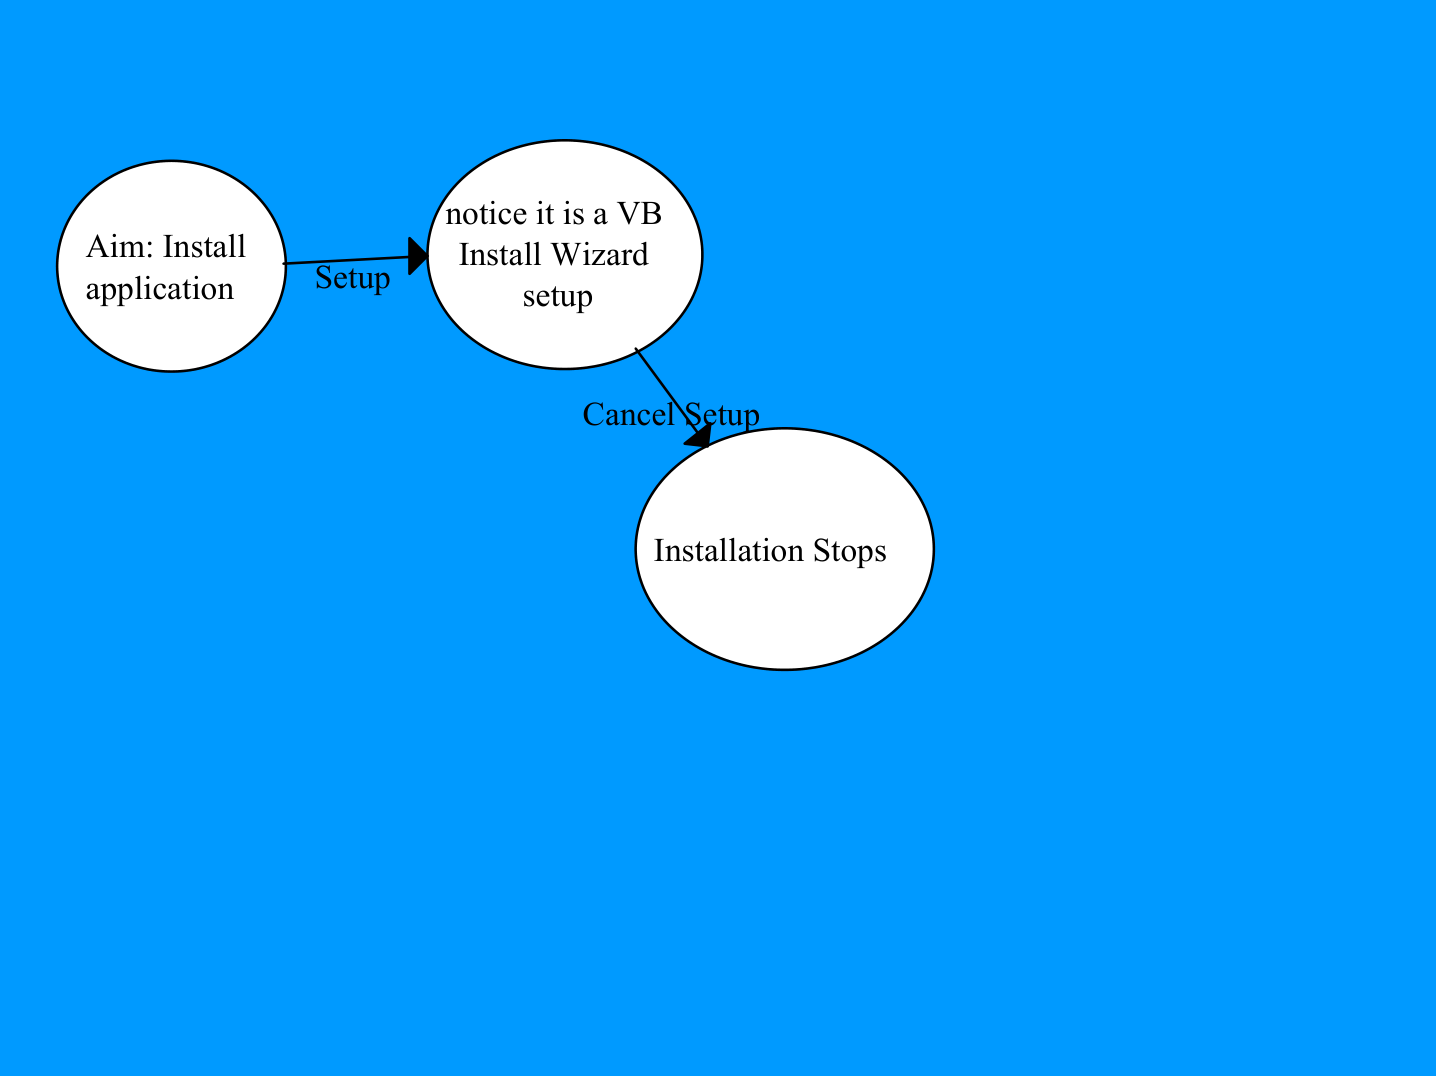 Aim: Install
application
Setup
notice it is a VB
Install Wizard
setup
Cancel Setup
Installation Stops